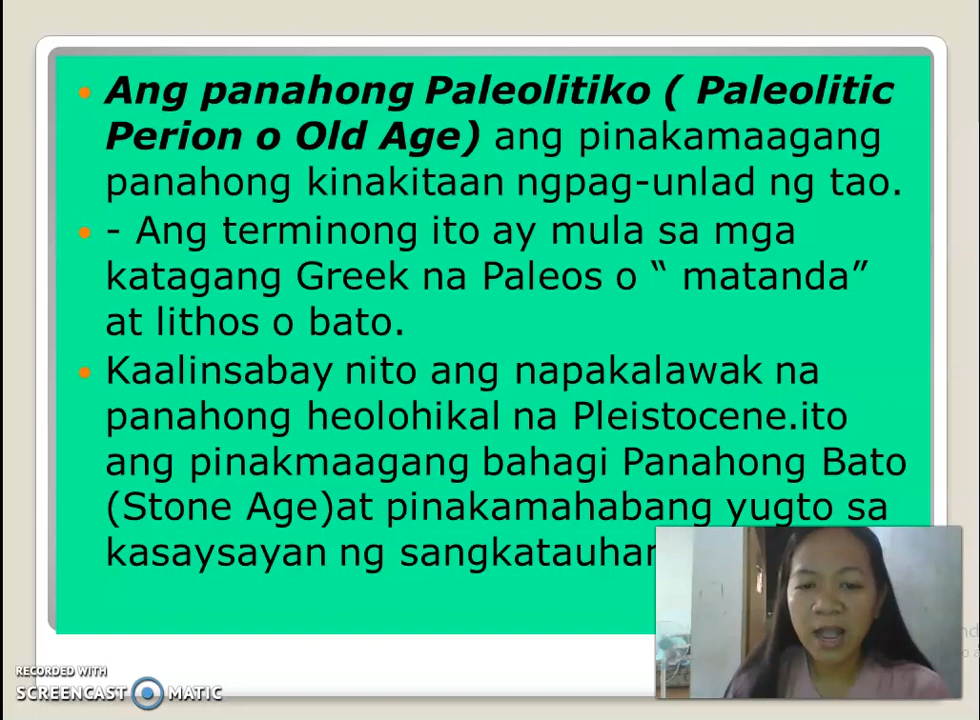 • Ang panahong Paleolitiko ( Paleolitic
Perion o Old Age) ang pinakamaagang
panahong kinakitaan ngpag-unlad ng tao.
• - Ang terminong ito ay mula sa mga
katagang Greek na Paleos o “ matanda”
at lithos o bato.
• Kaalinsabay nito ang napakalawak na
panahong heolohikal na Pleistocene.ito
ang pinakmaagang bahagi Panahong Bato
(Stone Age)at pinakamahabang yugto sa
kasaysayan ng sangkatauhan
RECORDED WITH
SCREENCAST MATIC